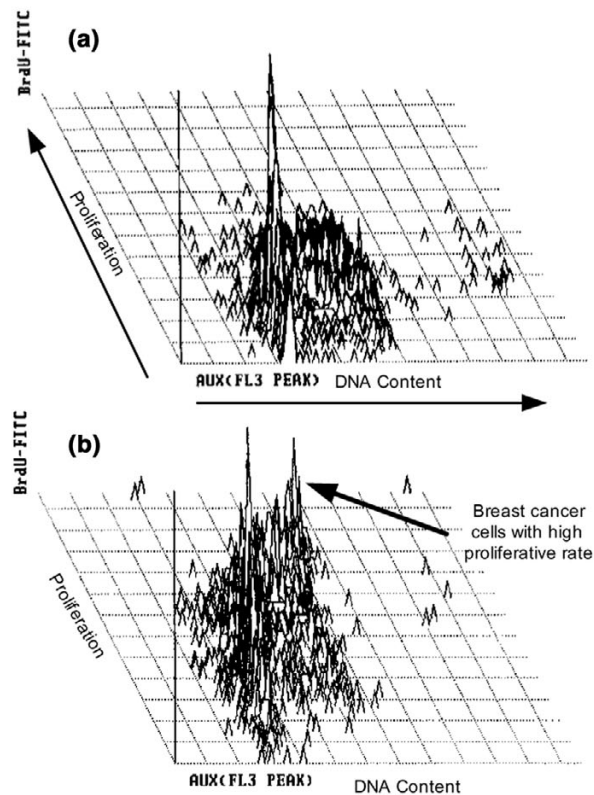 (a)
BrdU-FITC
Proliferation
AUX(FL3 PEAK) DNA Content
(b)
BrdU-FITC
Breast cancer
cells with high
proliferative rate
Proliferation
AUX(FL3 PEAK) DNA Content